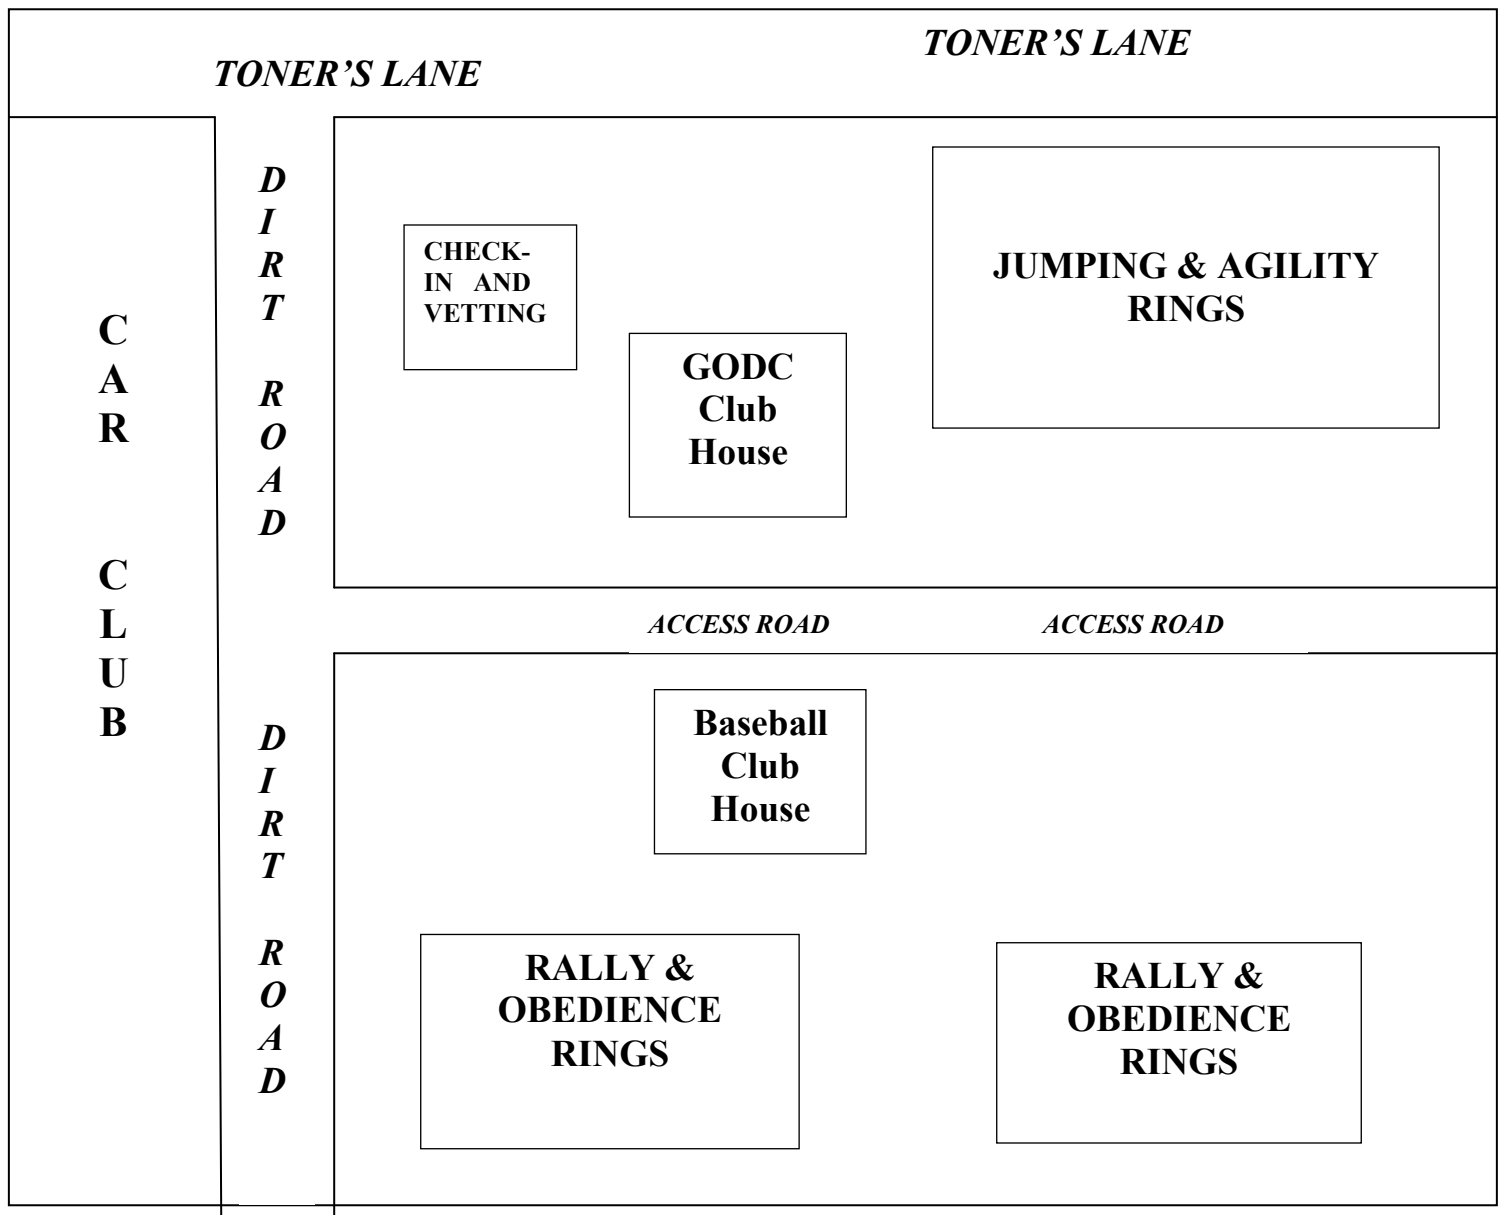 TONER’S LANE
TONER’S LANE
D
I
R
T
R
O
A
D
C
A
R
C
L
U
B
CHECK-
IN AND
VETTING
GODC
Club
House
JUMPING & AGILITY
RINGS
ACCESS ROAD
ACCESS ROAD
D
I
R
T
R
O
A
D
Baseball
Club
House
RALLY &
OBEDIENCE
RINGS
RALLY &
OBEDIENCE
RINGS